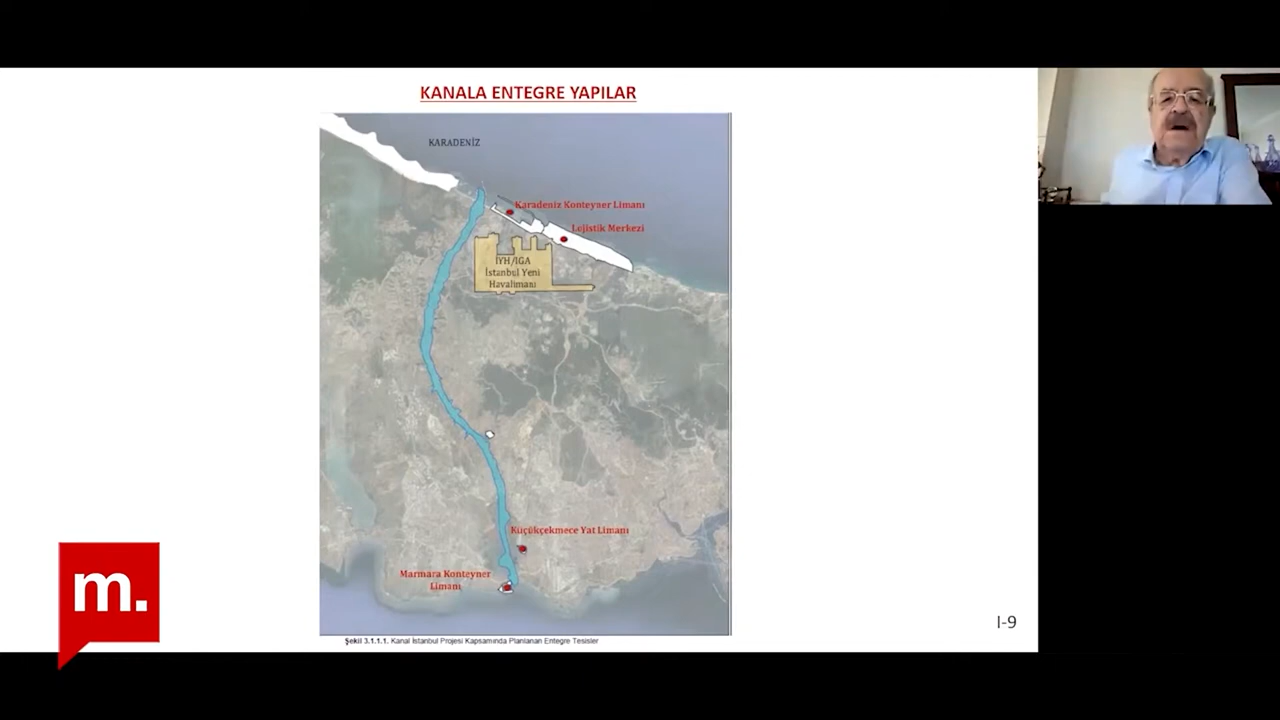 KANALA ENTEGRE YAPILAR
KARADENİZ
Karadeniz Konteyner Limanı
Lojistik Merkezi
İYH/IGA
İstanbul Yeni
Havalimanı
Küçükçekmece Yat Limanı
Marmara Konteyner
Limanı
Şekil 3.1.1.1. Kanal İstanbul Projesi Kapsamında Planlanan Entegre Tesisler
I-9
m.